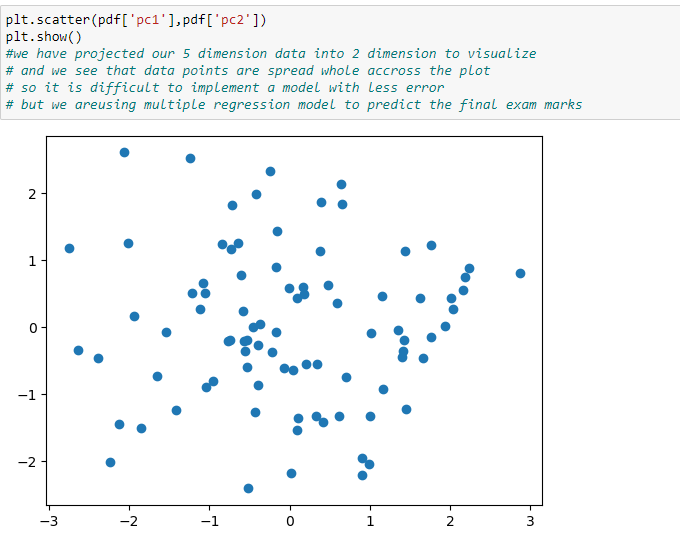 plt.scatter(pdf['pc1'],pdf['pc2'])
plt.show()
#we have projected our 5 dimension data into 2 dimension to visualize
# and we see that data points are spread whole accross the plot
# so it is difficult to implement a model with less error
# but we areusing multiple regression model to predict the final exam marks
2
1
0
−1
−2
−3 −2 −1 0 1 2 3